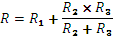 R = R₁ + (R₂ × R₃) / (R₂ + R₃)